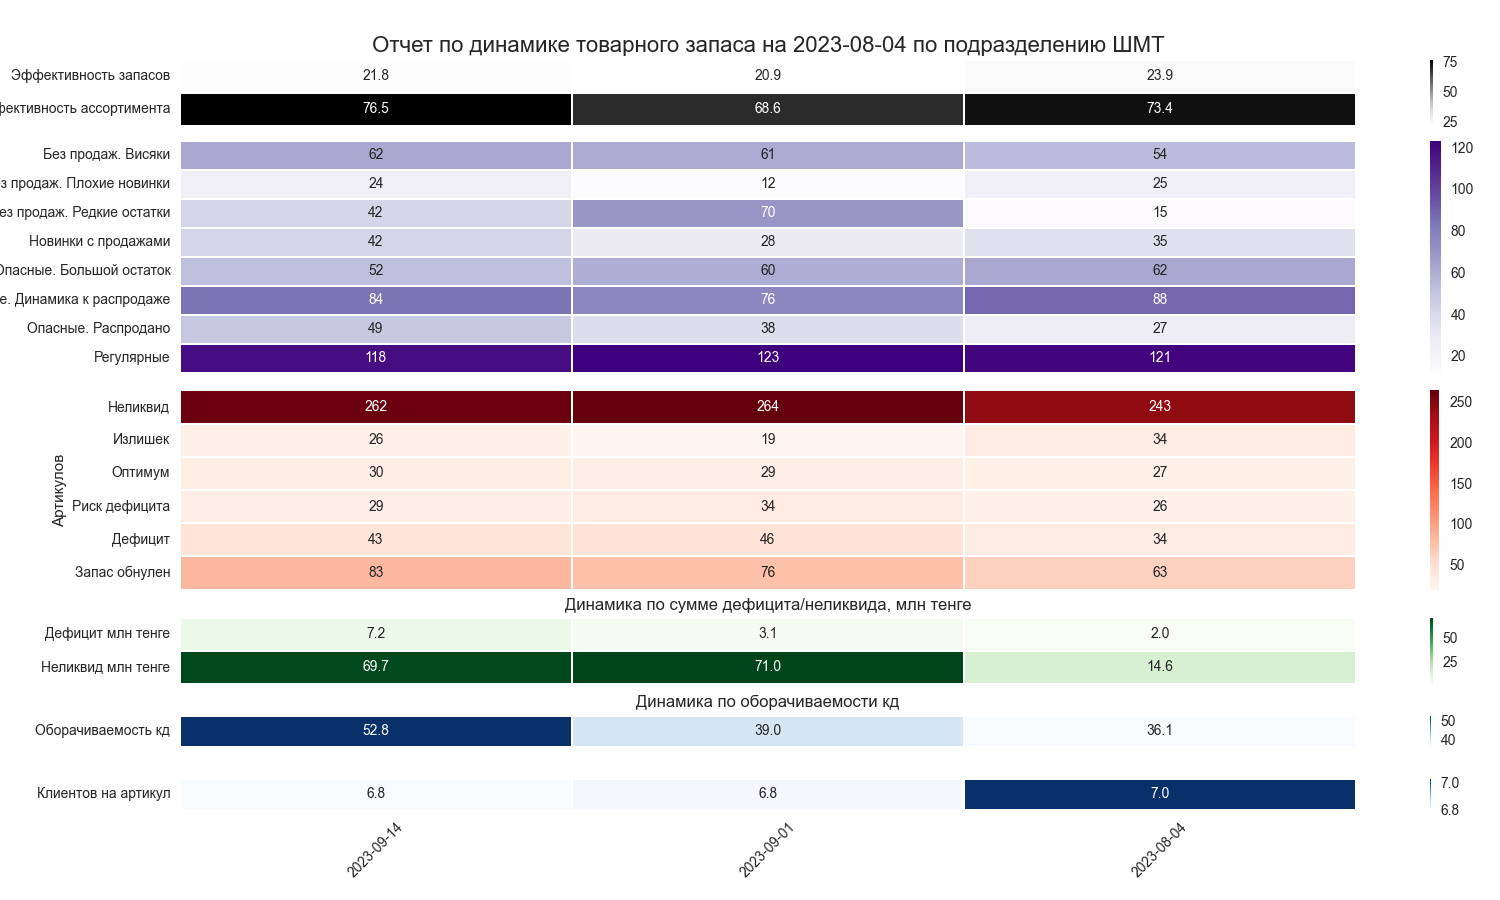 Отчет по динамике товарного запаса на 2023-08-04 по подразделению ШМТ
Эффективность запасов 21.8 20.9 23.9
фективность ассортимента 76.5 68.6 73.4
75
50
25
Без продаж. Висяки 62 61 54
з продаж. Плохие новинки 24 12 25
ез продаж. Редкие остатки 42 70 15
Новинки с продажами 42 28 35
Опасные. Большой остаток 52 60 62
е. Динамика к распродаже 84 76 88
Опасные. Распродано 49 38 27
Регулярные 118 123 121
120
100
80
60
40
20
Артикулов
Неликвид 262 264 243
Излишек 26 19 34
Оптимум 30 29 27
Риск дефицита 29 34 26
Дефицит 43 46 34
Запас обнулен 83 76 63
250
200
150
100
50
Динамика по сумме дефицита/неликвида, млн тенге
Дефицит млн тенге 7.2 3.1 2.0
Неликвид млн тенге 69.7 71.0 14.6
50
25
Динамика по оборачиваемости кд
Оборачиваемость кд 52.8 39.0 36.1
50
40
Клиентов на артикул 6.8 6.8 7.0
7.0
6.8
2023-09-14 2023-09-01 2023-08-04